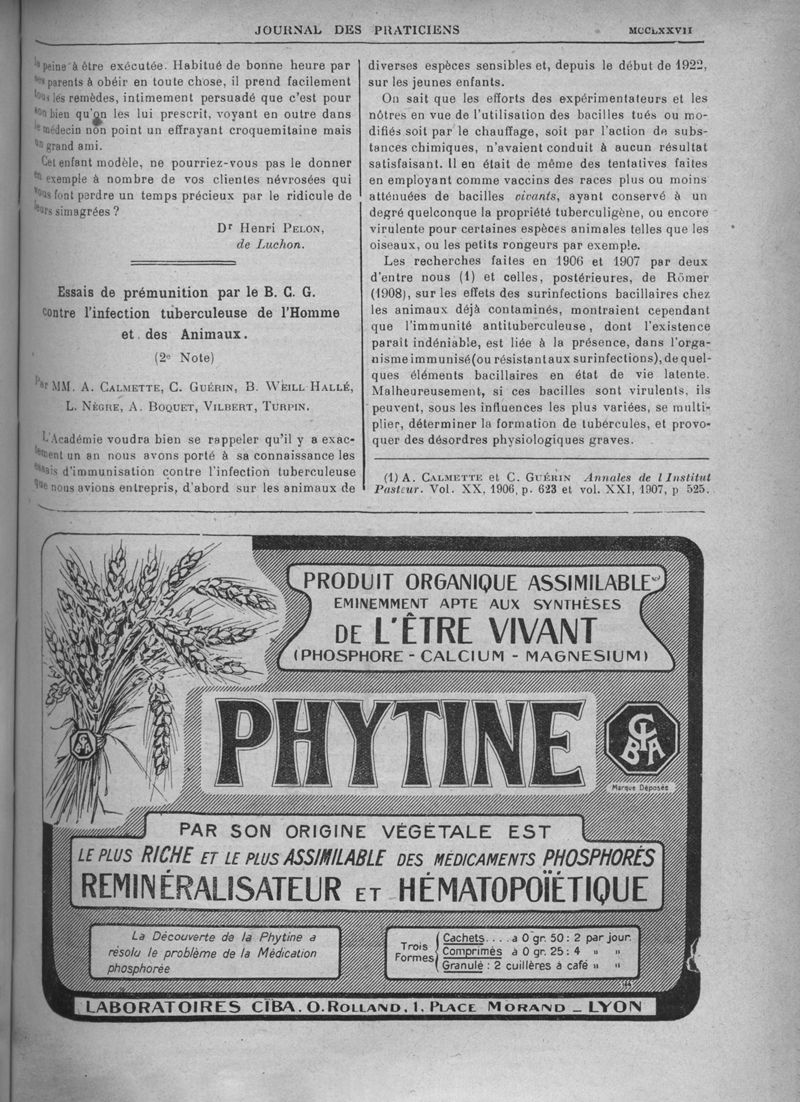 JOURNAL DES PRATICIENS
MCCLXXVII
le peine à être exécutée. Habitué de bonne heure par
ses parents à obéir en toute chose, il prend facilement
tous les remèdes, intimement persuadé que c'est pour
son bien qu'on les lui prescrit, voyant en outre dans
le médecin non point un effrayant croquemitaine mais
un grand ami.
Cet enfant modèle, ne pourriez-vous pas le donner
en exemple à nombre de vos clientes névrosées qui
vous font perdre un temps précieux par le ridicule de
leurs simagrées ?
Dr Henri PELON,
de Luchon.
Essais de prémunition par le B. C. G.
contre l'infection tuberculeuse de l'Homme
et des Animaux.
(2e Note)
Par MM. A. CALMETTE, C. GUÉRIN, B. WEILL HALLÉ,
L. NÈGRE, A. BOQUET, VILBERT, TURPIN.
L'Académie voudra bien se rappeler qu'il y a exac-
tement un an nous avons porté à sa connaissance les
essais d'immunisation contre l'infection tuberculeuse
que nous avions entrepris, d'abord sur les animaux de
diverses espèces sensibles et, depuis le début de 1922,
sur les jeunes enfants.
On sait que les efforts des expérimentateurs et les
nôtres en vue de l'utilisation des bacilles tués ou mo-
difiés soit par le chauffage, soit par l'action de subs-
tances chimiques, n'avaient conduit à aucun résultat
satisfaisant. Il en était de même des tentatives faites
en employant comme vaccins des races plus ou moins
atténuées de bacilles vivants, ayant conservé à un
degré quelconque la propriété tuberculigène, ou encore
virulente pour certaines espèces animales telles que les
oiseaux, ou les petits rongeurs par exemple.
Les recherches faites en 1906 et 1907 par deux
d'entre nous (1) et celles, postérieures, de Römer
(1908), sur les effets des surinfections bacillaires chez
les animaux déjà contaminés, montraient cependant
que l'immunité antituberculeuse, dont l'existence
paraît indéniable, est liée à la présence, dans l'orga-
nisme immunisé (ou résistant aux surinfections), de quel-
ques éléments bacillaires en état de vie latente.
Malheureusement, si ces bacilles sont virulents, ils
peuvent, sous les influences les plus variées, se multi-
plier, déterminer la formation de tubercules, et provo-
quer des désordres physiologiques graves.
(1) A. CALMETTE et C. GUÉRIN Annales de l Institut
Pasteur. Vol. XX, 1906, p. 623 et vol. XXI, 1907, p 525.
PRODUIT ORGANIQUE ASSIMILABLE
EMINEMMENT APTE AUX SYNTHÈSES
DE L'ÊTRE VIVANT
(PHOSPHORE - CALCIUM - MAGNESIUM)
PHYTINE
CIBA
CIBA
Marque Déposée
PAR SON ORIGINE VÉGÉTALE EST
LE PLUS RICHE ET LE PLUS ASSIMILABLE DES MÉDICAMENTS PHOSPHORÉS
REMINÉRALISATEUR ET HÉMATOPOÏÉTIQUE
La Découverte de la Phytine a
résolu le problème de la Médication
phosphorée
Trois Formes
Cachets.... a 0 gr. 50 : 2 par jour.
Comprimés à 0 gr. 25 : 4 " "
Granulé : 2 cuillères à café " "
LABORATOIRES CIBA. O. ROLLAND, 1, PLACE MORAND _ LYON